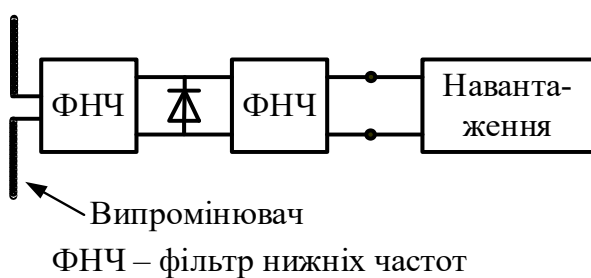 ФНЧ
ФНЧ
Наванта-
ження
Випромінювач
ФНЧ – фільтр нижніх частот